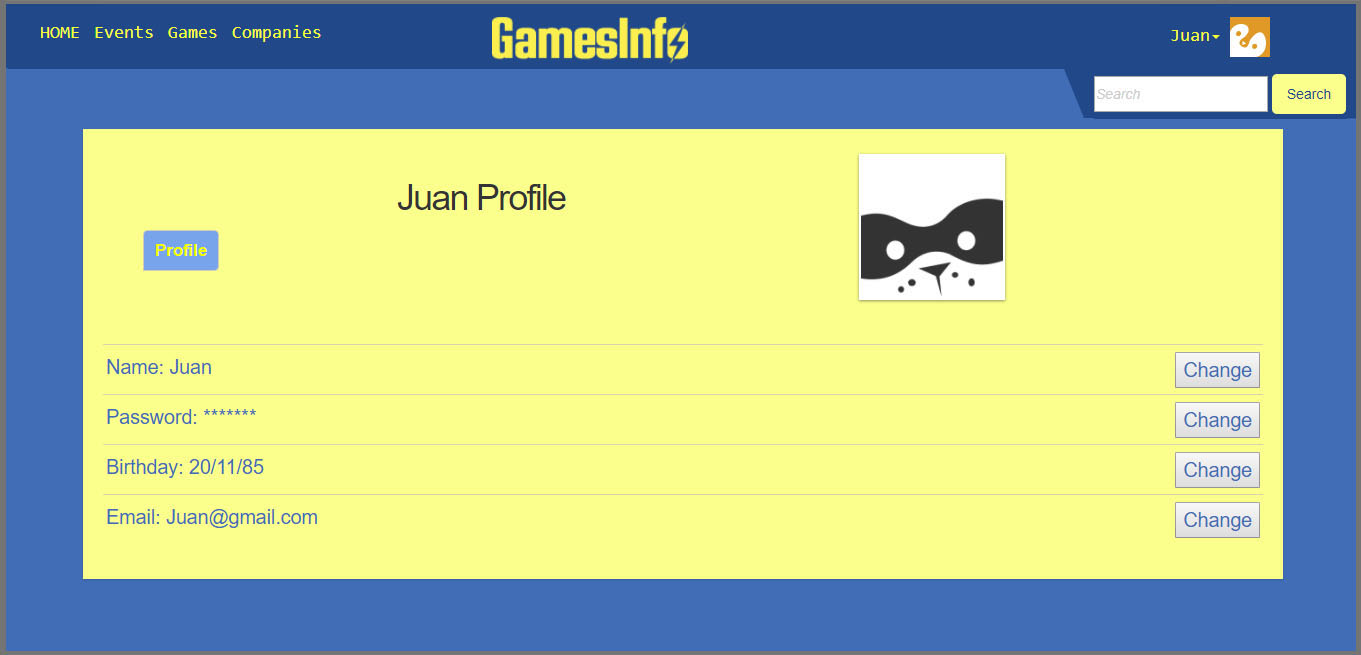 HOME Events Games Companies
GamesInfo
Juan
Search
Search
Juan Profile
Profile
Name: Juan
Change
Password: *******
Change
Birthday: 20/11/85
Change
Email: Juan@gmail.com
Change